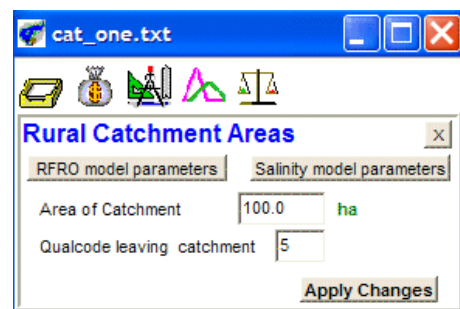 cat_one.txt
Rural Catchment Areas x
RFRO model parameters Salinity model parameters
Area of Catchment 100.0 ha
Qualcode leaving catchment 5
Apply Changes